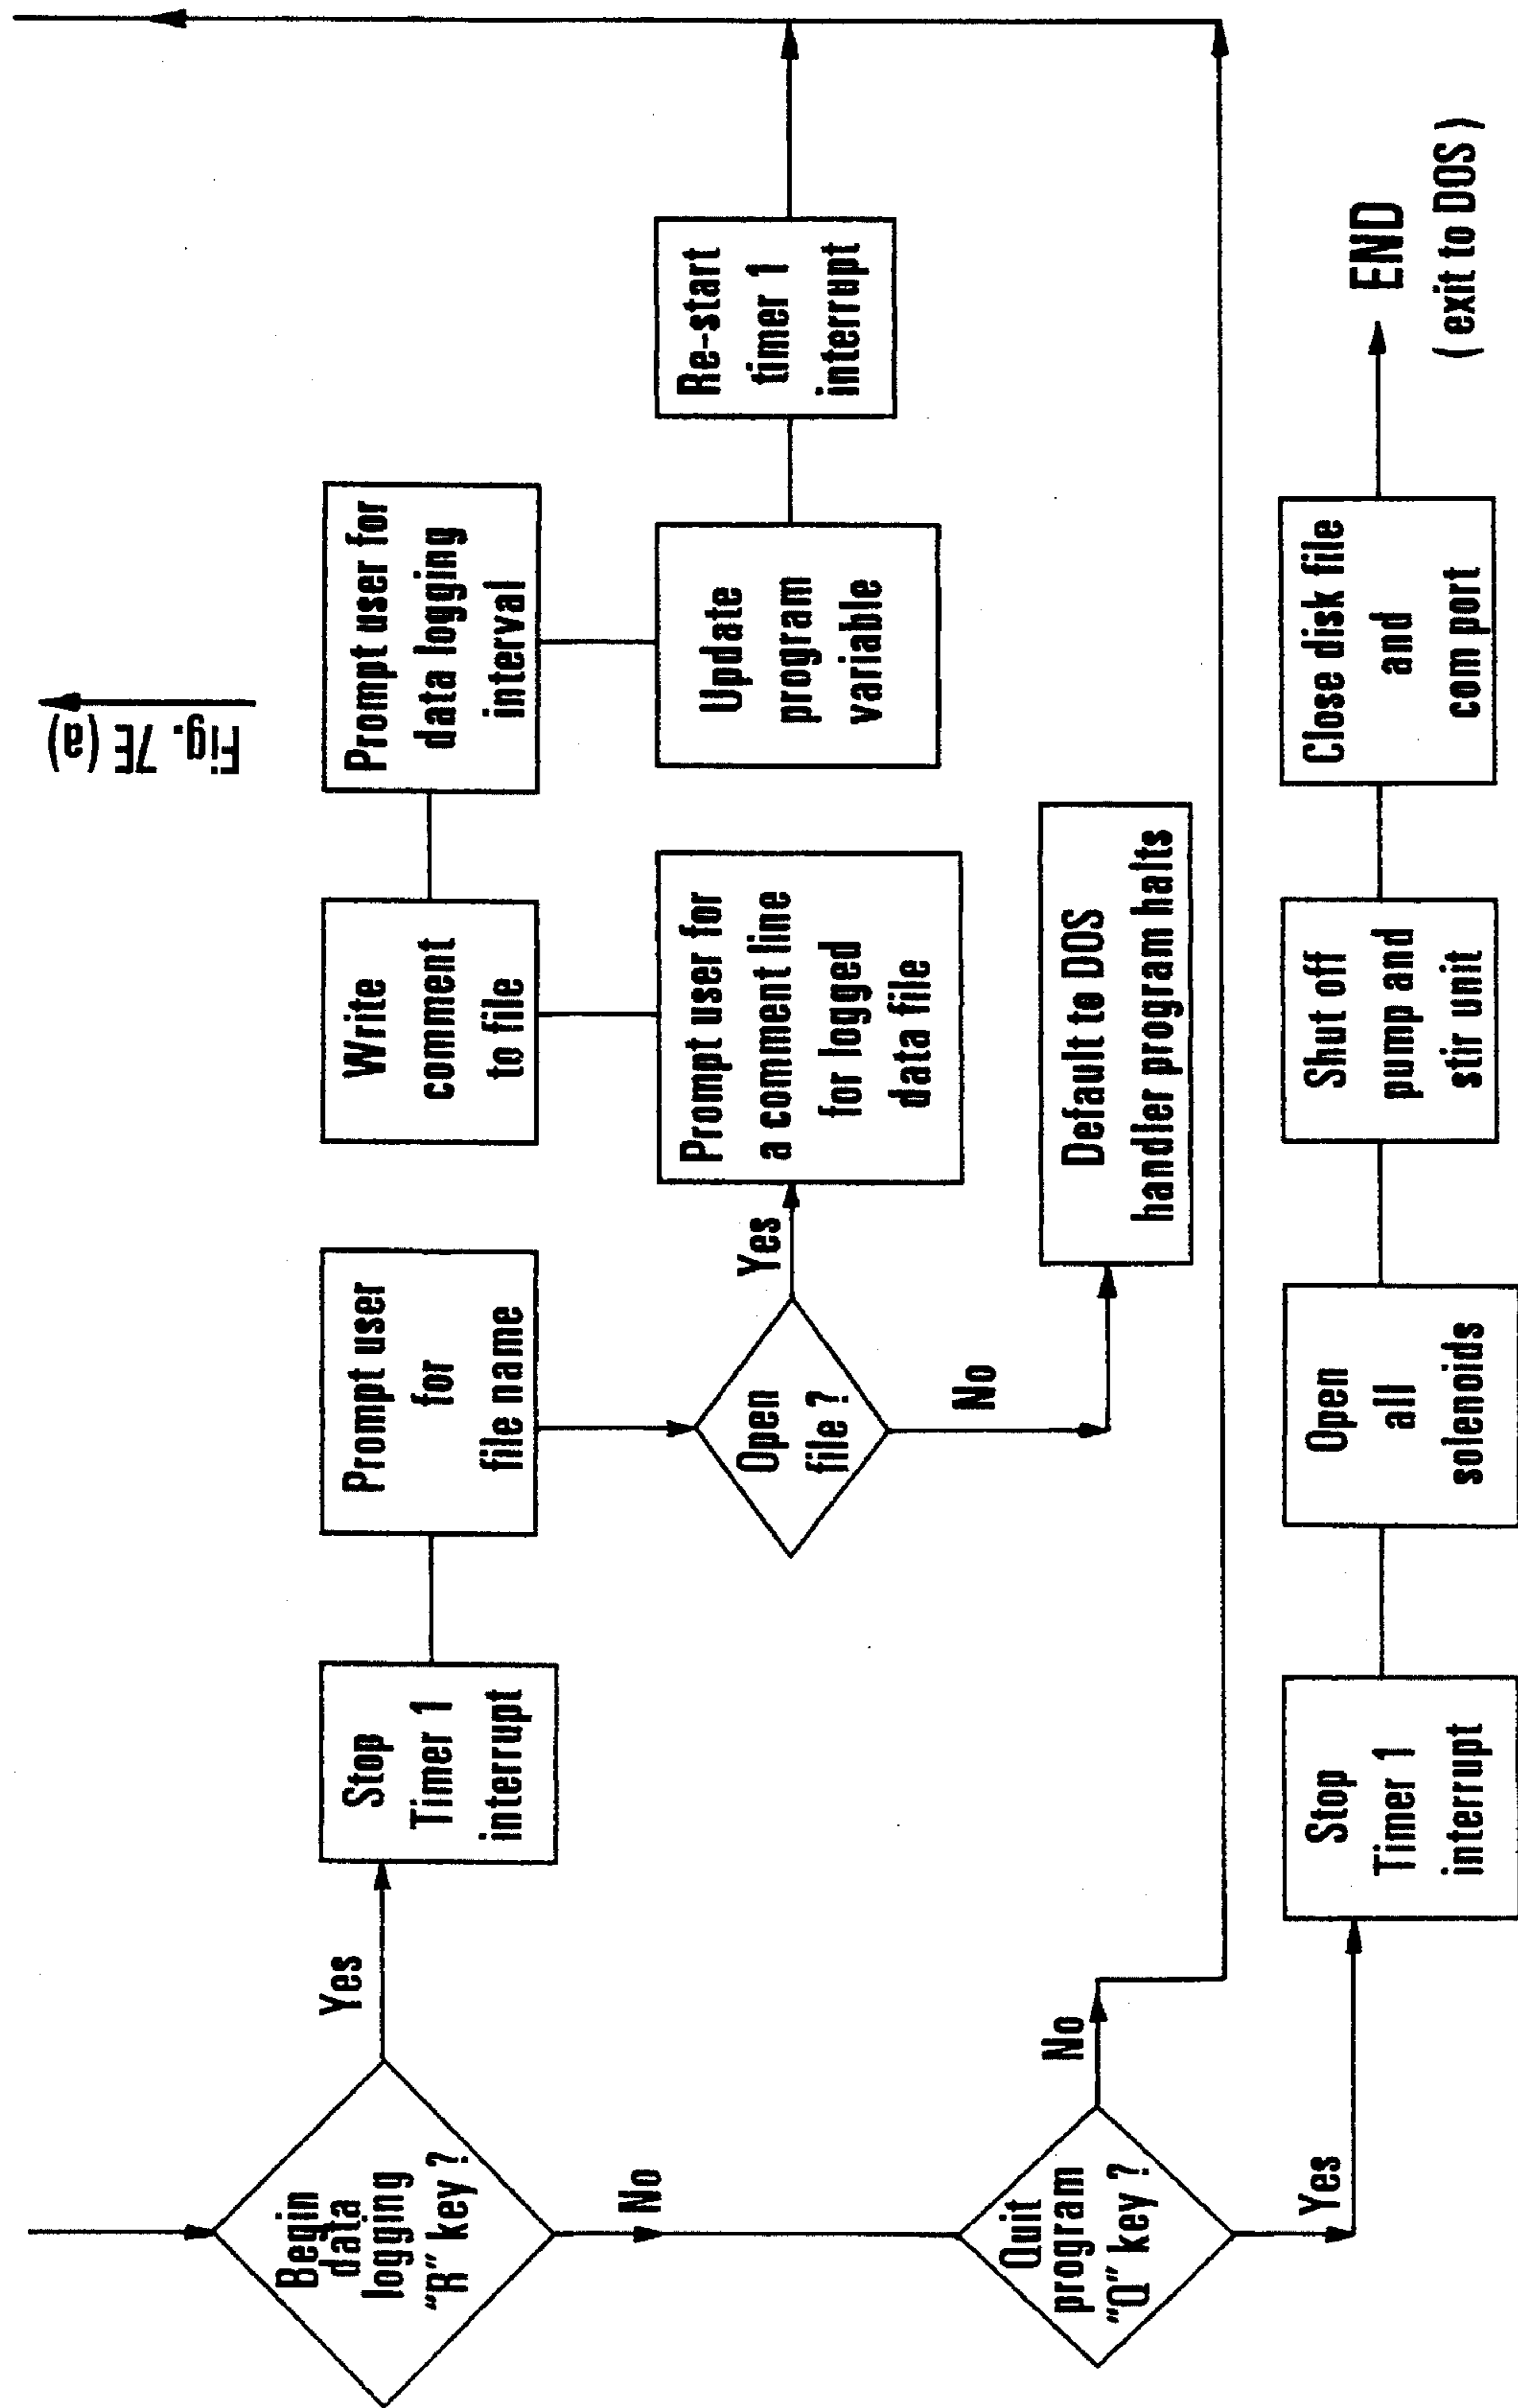 Fig. 7E (a)
Begin
data
logging
“R” key ?
Yes
Stop
Timer 1
interrupt
Prompt user
for
file name
Open
file ?
Yes
Prompt user for
a comment line
for logged
data file
Write
comment
to file
Prompt user for
data logging
interval
Update
program
variable
Re-start
timer 1
interrupt
No
Default to DOS
handler program halts
No
Quit
program
“Q” key ?
No
Yes
Stop
Timer 1
interrupt
Open
all
solenoids
Shut off
pump and
stir unit
Close disk file
and
com port
END
( exit to DOS )